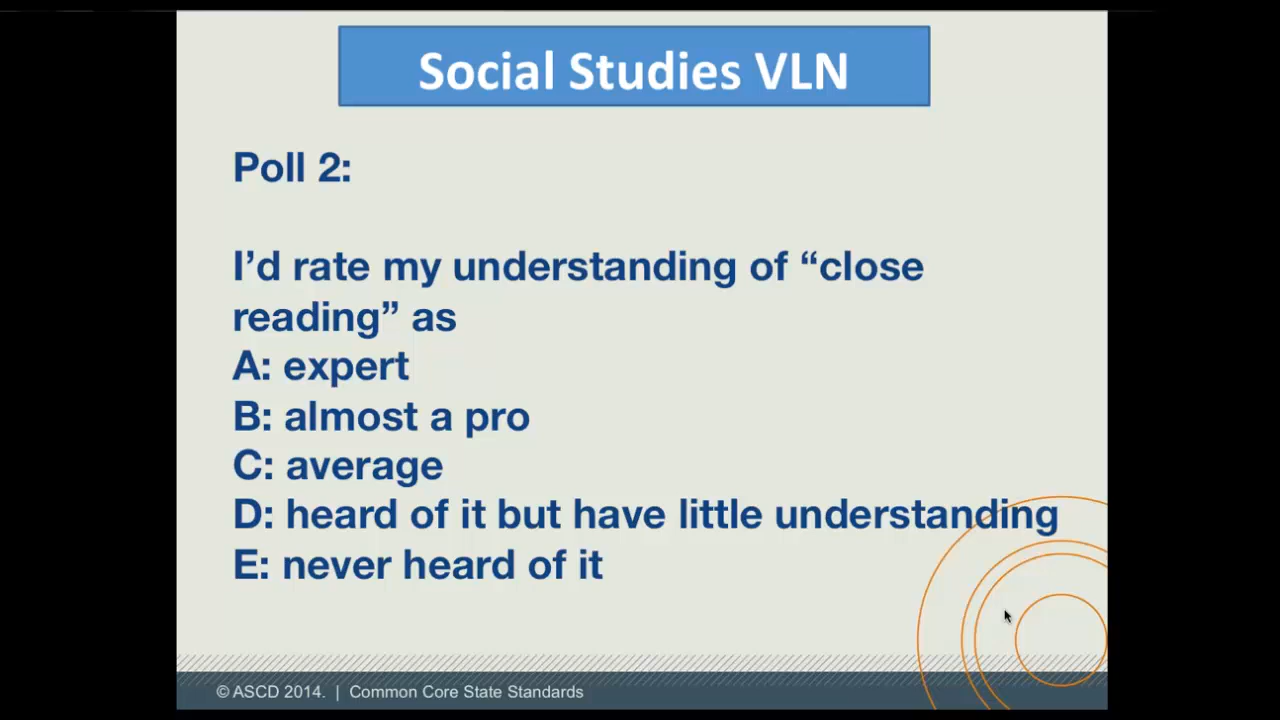 Social Studies VLN
Poll 2:
I’d rate my understanding of “close
reading” as
A: expert
B: almost a pro
C: average
D: heard of it but have little understanding
E: never heard of it
© ASCD 2014. | Common Core State Standards